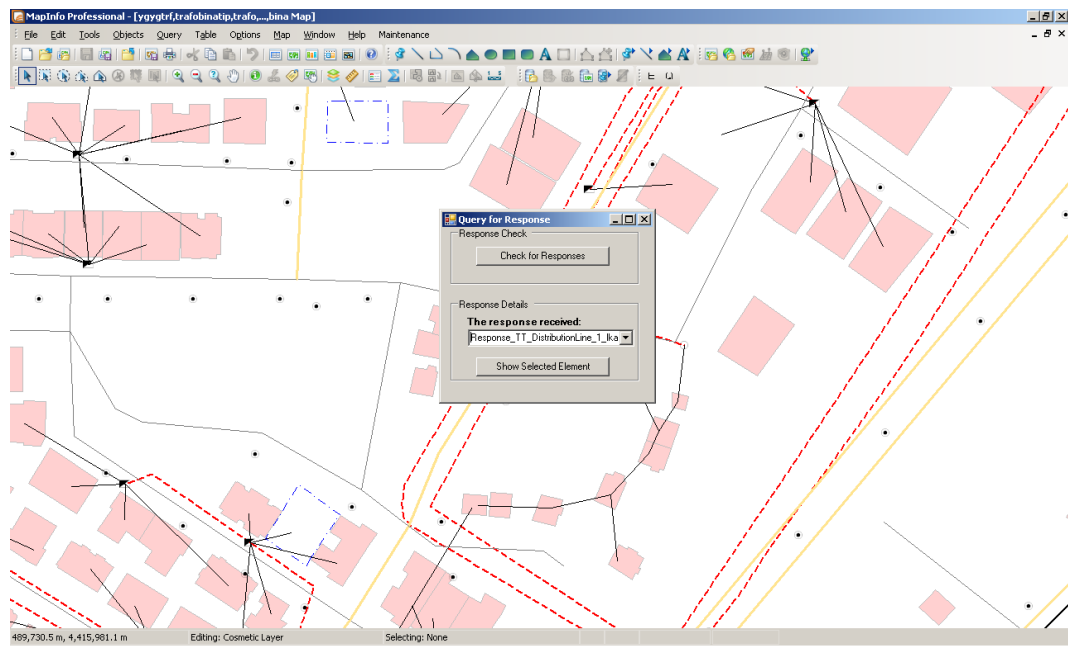 MapInfo Professional - [ygygtrf,trafobinatip,trafo,...,bina Map]
File Edit Tools Objects Query Table Options Map Window Help Maintenance
Query for Response
Response Check
Check for Responses
Response Details
The response received:
Response_TT_DistributionLine_1_Ika
Show Selected Element
489,730.5 m, 4,415,981.1 m Editing: Cosmetic Layer Selecting: None